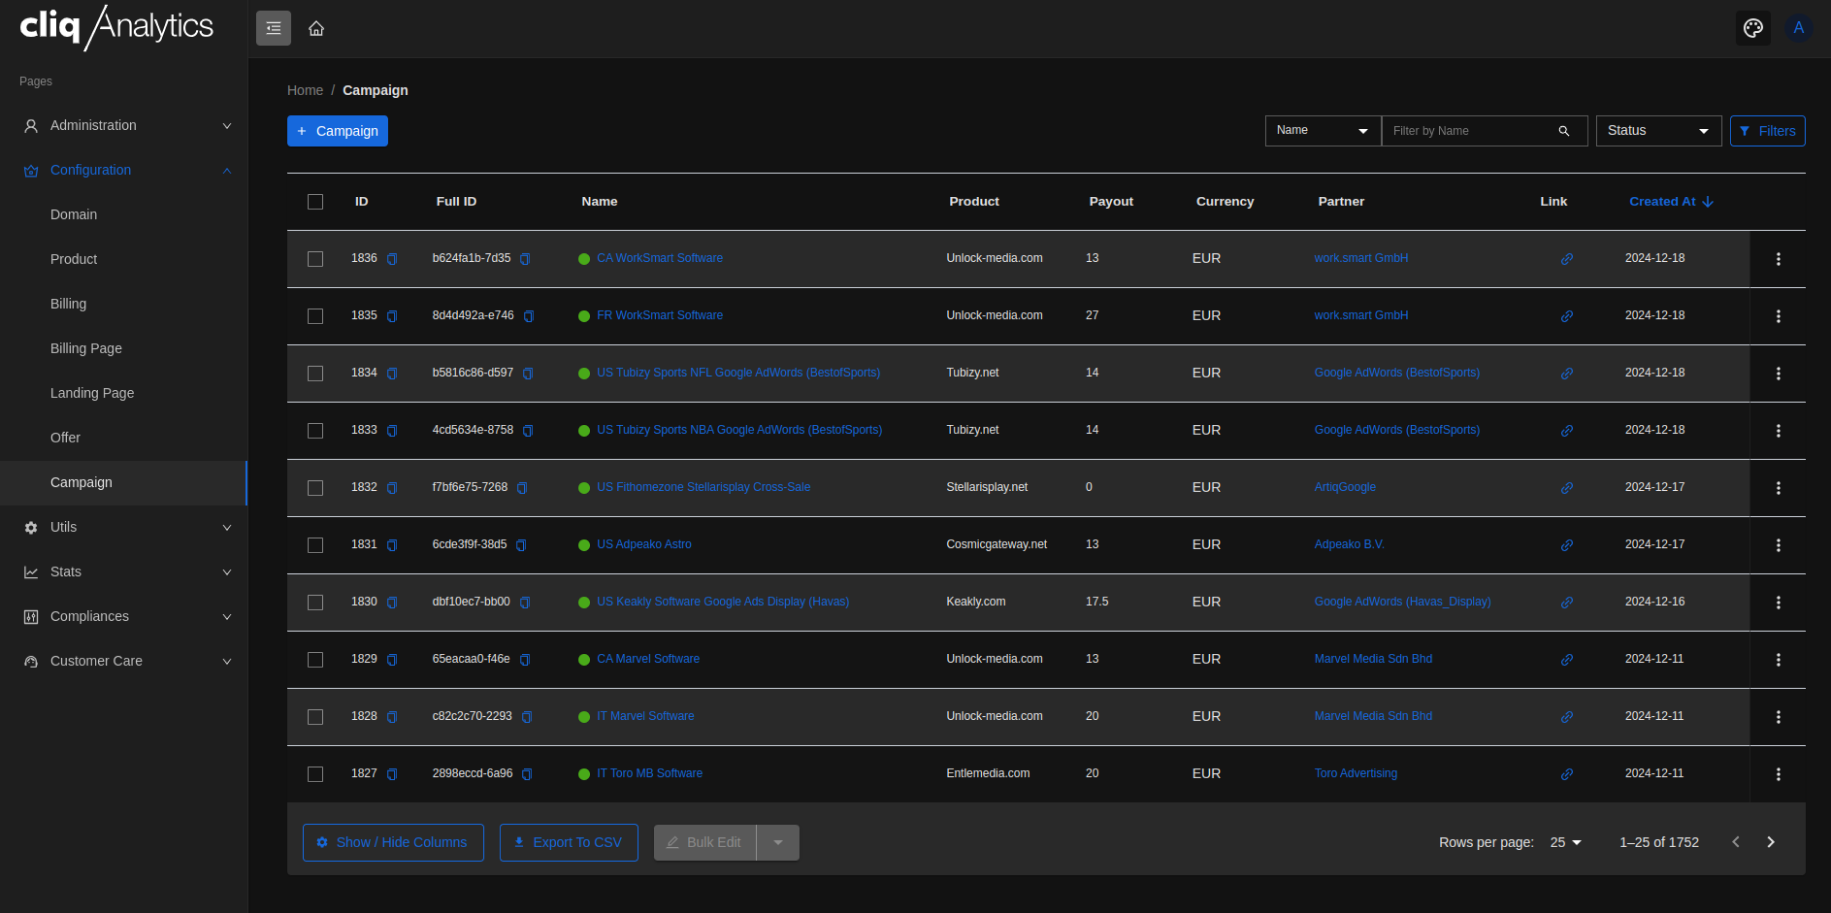 cliq/Analytics
A
Pages
Administration
Configuration
Domain
Product
Billing
Billing Page
Landing Page
Offer
Campaign
Utils
Stats
Compliances
Customer Care
Home / Campaign
+ Campaign
Name Filter by Name Status Filters
ID Full ID Name Product Payout Currency Partner Link Created At
1836 b624fa1b-7d35 CA WorkSmart Software Unlock-media.com 13 EUR work.smart GmbH 2024-12-18
1835 8d4d492a-e746 FR WorkSmart Software Unlock-media.com 27 EUR work.smart GmbH 2024-12-18
1834 b5816c86-d597 US Tubizy Sports NFL Google AdWords (BestofSports) Tubizy.net 14 EUR Google AdWords (BestofSports) 2024-12-18
1833 4cd5634e-8758 US Tubizy Sports NBA Google AdWords (BestofSports) Tubizy.net 14 EUR Google AdWords (BestofSports) 2024-12-18
1832 f7bf6e75-7268 US Fithomezone Stellarisplay Cross-Sale Stellarisplay.net 0 EUR ArtiqGoogle 2024-12-17
1831 6cde3f9f-38d5 US Adpeako Astro Cosmicgateway.net 13 EUR Adpeako B.V. 2024-12-17
1830 dbf10ec7-bb00 US Keakly Software Google Ads Display (Havas) Keakly.com 17.5 EUR Google AdWords (Havas_Display) 2024-12-16
1829 65eacaa0-f46e CA Marvel Software Unlock-media.com 13 EUR Marvel Media Sdn Bhd 2024-12-11
1828 c82c2c70-2293 IT Marvel Software Unlock-media.com 20 EUR Marvel Media Sdn Bhd 2024-12-11
1827 2898eccd-6a96 IT Toro MB Software Entlemedia.com 20 EUR Toro Advertising 2024-12-11
Show / Hide Columns Export To CSV Bulk Edit Rows per page: 25 1–25 of 1752